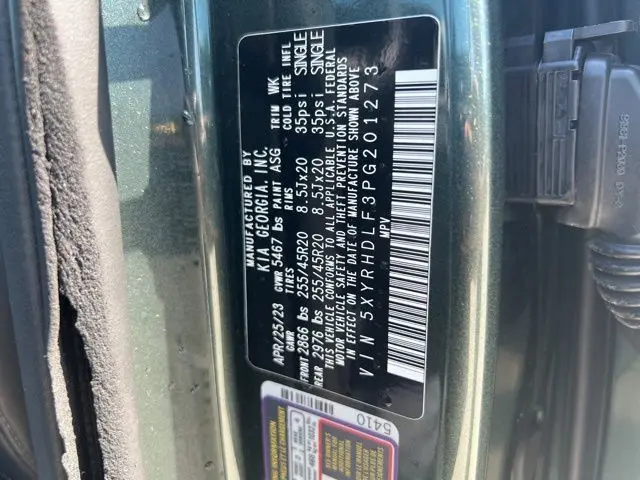 MANUFACTURED BY
KIA GEORGIA, INC.
APR/25/23 GVWR 5467 lbs PAINT ASG TRIM WK
GAWR TIRES RIMS COLD TIRE INFL
FRONT 2866 lbs 255/45R20 8.5Jx20 35psi SINGLE
REAR 2976 lbs 255/45R20 8.5Jx20 35psi SINGLE
THIS VEHICLE CONFORMS TO ALL APPLICABLE U.S.A. FEDERAL
MOTOR VEHICLE SAFETY AND THEFT PREVENTION STANDARDS
IN EFFECT ON THE DATE OF MANUFACTURE SHOWN ABOVE
MPV
VIN 5XYRHDLF3PG201273
5410